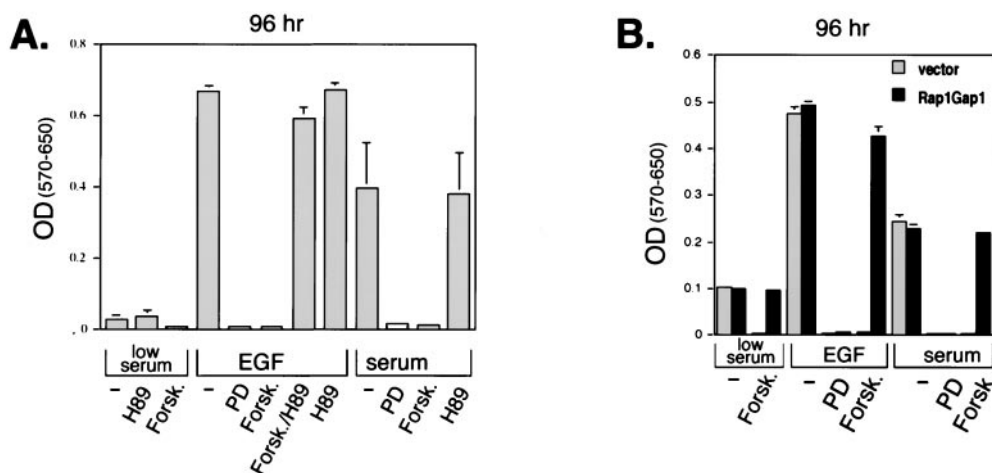 A.
96 hr
OD (570-650)
0.8
0.6
0.4
0.2
.0
low serum
EGF
serum
–
H89
Forsk.
–
PD
Forsk.
Forsk./H89
H89
–
PD
Forsk.
H89
B.
96 hr
vector
Rap1Gap1
OD (570-650)
0.6
0.5
0.4
0.3
0.2
0.1
0
low
serum
EGF
serum
–
Forsk.
–
PD
Forsk.
–
PD
Forsk.